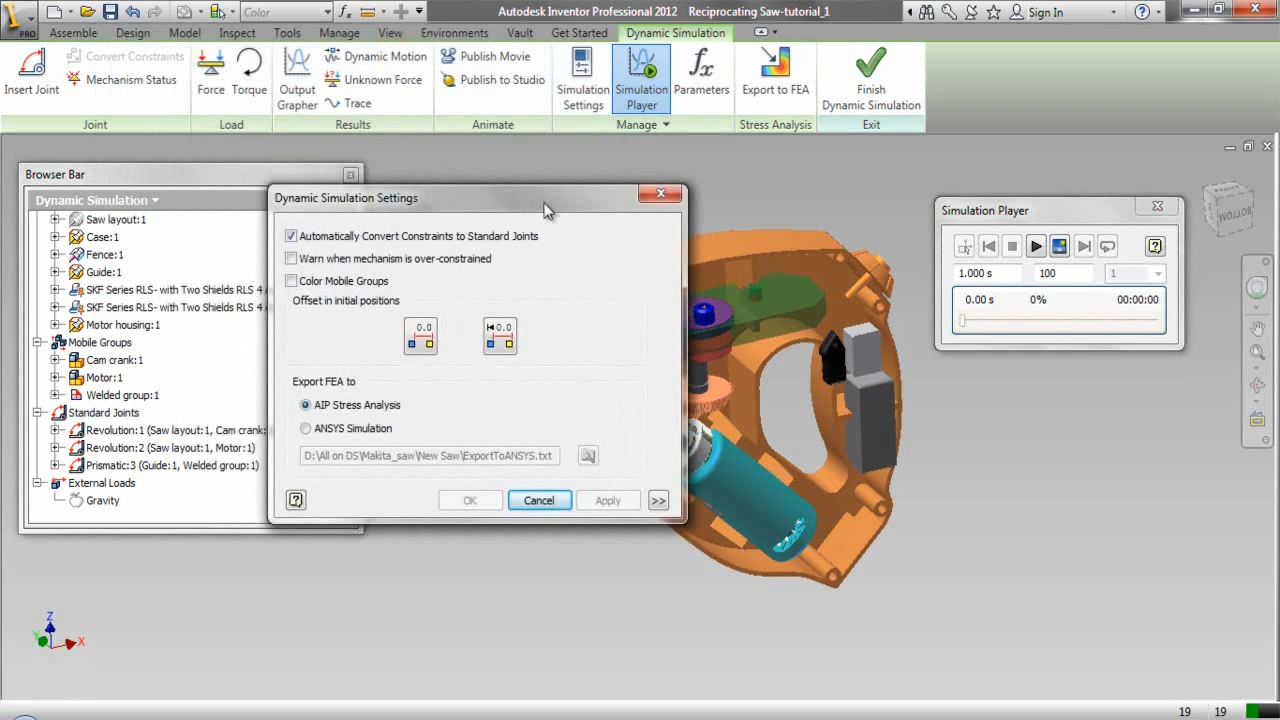 Color
Autodesk Inventor Professional 2012 Reciprocating Saw-tutorial_1
Sign In
PRO
Assemble Design Model Inspect Tools Manage View Environments Vault Get Started Dynamic Simulation
Insert Joint
Convert Constraints
Mechanism Status
Joint
Force Torque
Load
Output Grapher
Dynamic Motion
Unknown Force
Trace
Results
Publish Movie
Publish to Studio
Animate
Simulation Settings
Simulation Player
Parameters
Manage
Export to FEA
Stress Analysis
Finish
Dynamic Simulation
Exit
Browser Bar
Dynamic Simulation
Saw layout:1
Case:1
Fence:1
Guide:1
SKF Series RLS- with Two Shields RLS 4
SKF Series RLS- with Two Shields RLS 4
Motor housing:1
Mobile Groups
Cam crank:1
Motor:1
Welded group:1
Standard Joints
Revolution:1 (Saw layout:1, Cam crank:
Revolution:2 (Saw layout:1, Motor:1)
Prismatic:3 (Guide:1, Welded group:1)
External Loads
Gravity
Dynamic Simulation Settings
Automatically Convert Constraints to Standard Joints
Warn when mechanism is over-constrained
Color Mobile Groups
Offset in initial positions
0.0 0.0
Export FEA to
AIP Stress Analysis
ANSYS Simulation
D:\All on DS\Makita_saw\New Saw\ExportToANSYS.txt
OK Cancel Apply >>
Simulation Player
1.000 s 100 1
0.00 s 0% 00:00:00
BOTTOM
Z
Y
X
19 19